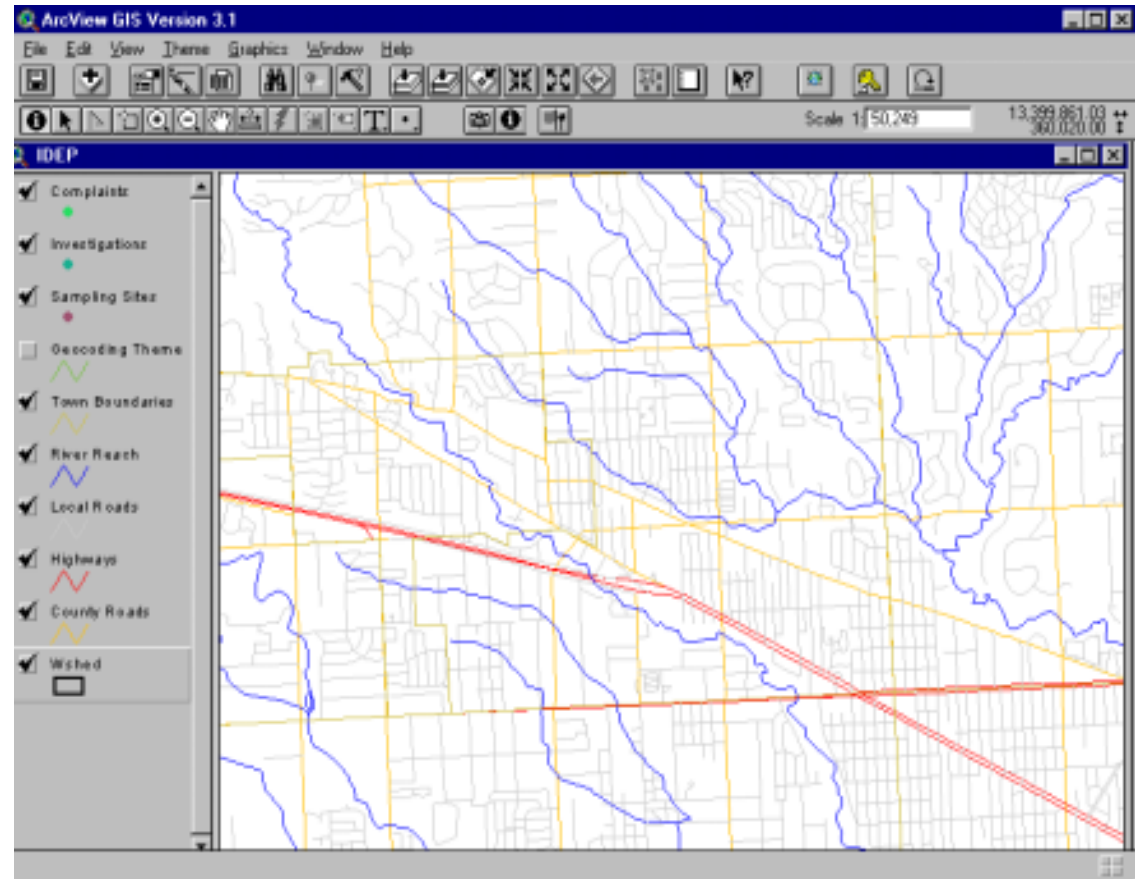 ArcView GIS Version 3.1
File Edit View Theme Graphics Window Help
Scale 1: 50,249
13,399,861.03
360,020.00
IDEP
Complaints
Investigations
Sampling Sites
Geocoding Theme
Town Boundaries
River Reach
Local Roads
Highways
County Roads
Wshed